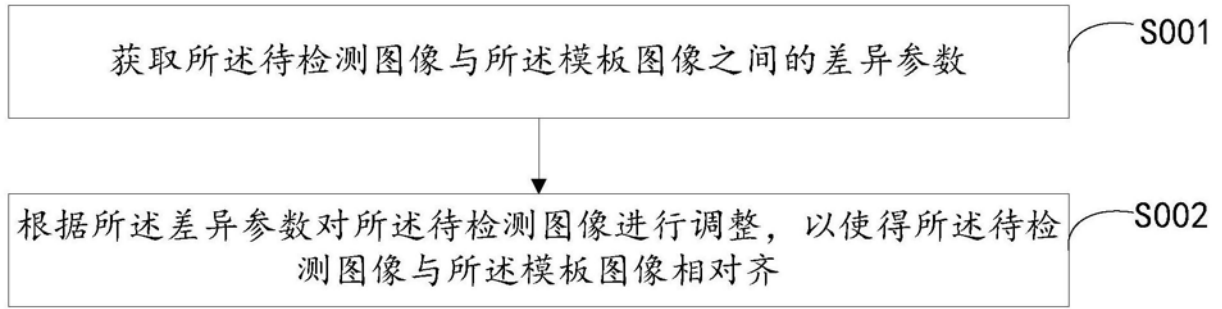 获取所述待检测图像与所述模板图像之间的差异参数
S001
根据所述差异参数对所述待检测图像进行调整，以使得所述待检
测图像与所述模板图像相对齐
S002